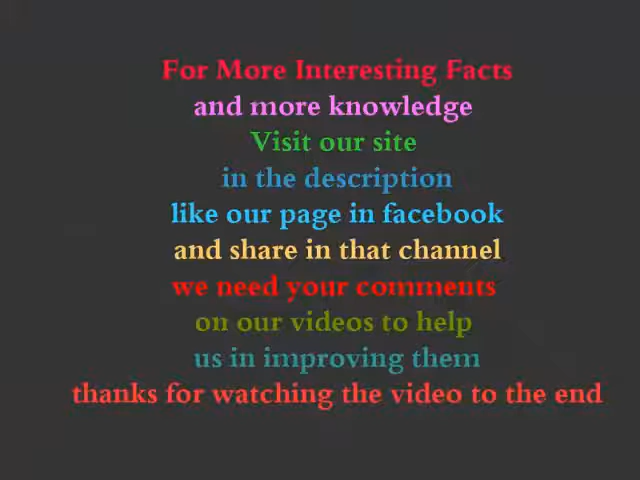 For More Interesting Facts
and more knowledge
Visit our site
in the description
like our page in facebook
and share in that channel
we need your comments
on our videos to help
us in improving them
thanks for watching the video to the end